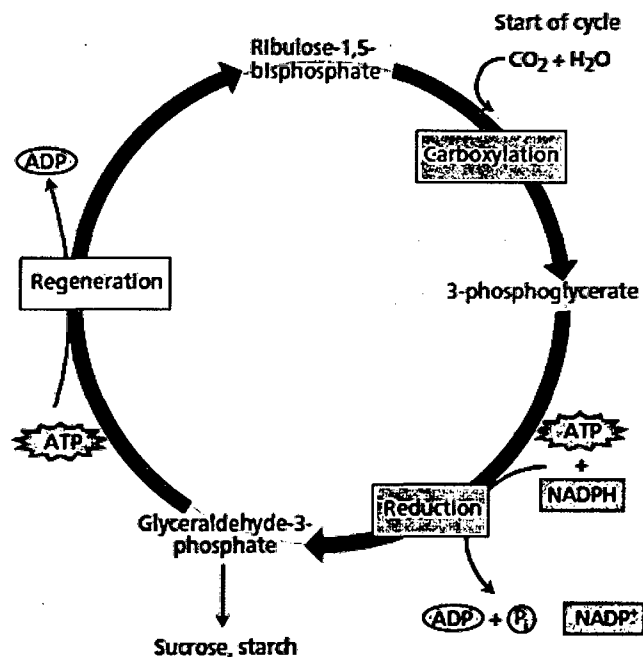 Start of cycle
Ribulose-1,5-
bisphosphate
CO2 + H2O
Carboxylation
ADP
Regeneration
3-phosphoglycerate
ATP
ATP
+
NADPH
Reduction
Glyceraldehyde-3-
phosphate
ADP + Pi NADP+
Sucrose, starch